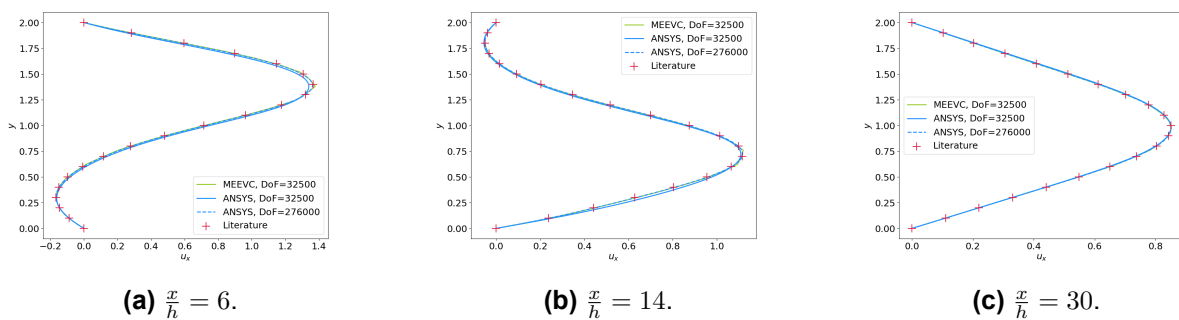 2.00
1.75
1.50
1.25
1.00
0.75
0.50
0.25
0.00
y
−0.2 0.0 0.2 0.4 0.6 0.8 1.0 1.2 1.4
u_x
MEEVC, DoF=32500
ANSYS, DoF=32500
ANSYS, DoF=276000
Literature
(a) x/h = 6.
2.00
1.75
1.50
1.25
1.00
0.75
0.50
0.25
0.00
y
0.0 0.2 0.4 0.6 0.8 1.0
u_x
MEEVC, DoF=32500
ANSYS, DoF=32500
ANSYS, DoF=276000
Literature
(b) x/h = 14.
2.00
1.75
1.50
1.25
1.00
0.75
0.50
0.25
0.00
y
0.0 0.2 0.4 0.6 0.8
u_x
MEEVC, DoF=32500
ANSYS, DoF=32500
ANSYS, DoF=276000
Literature
(c) x/h = 30.